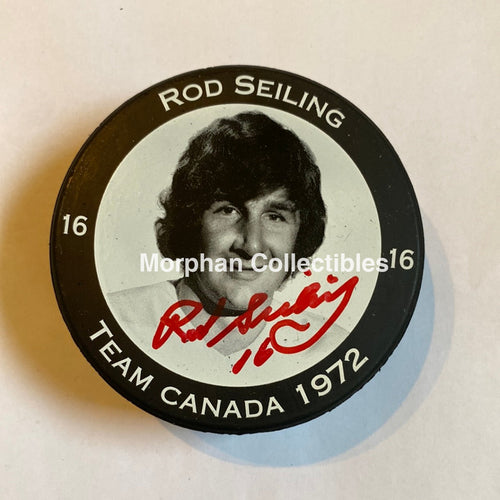 ROD SEILING
16
16
Morphan Collectibles
Rod Seiling
16
TEAM CANADA 1972